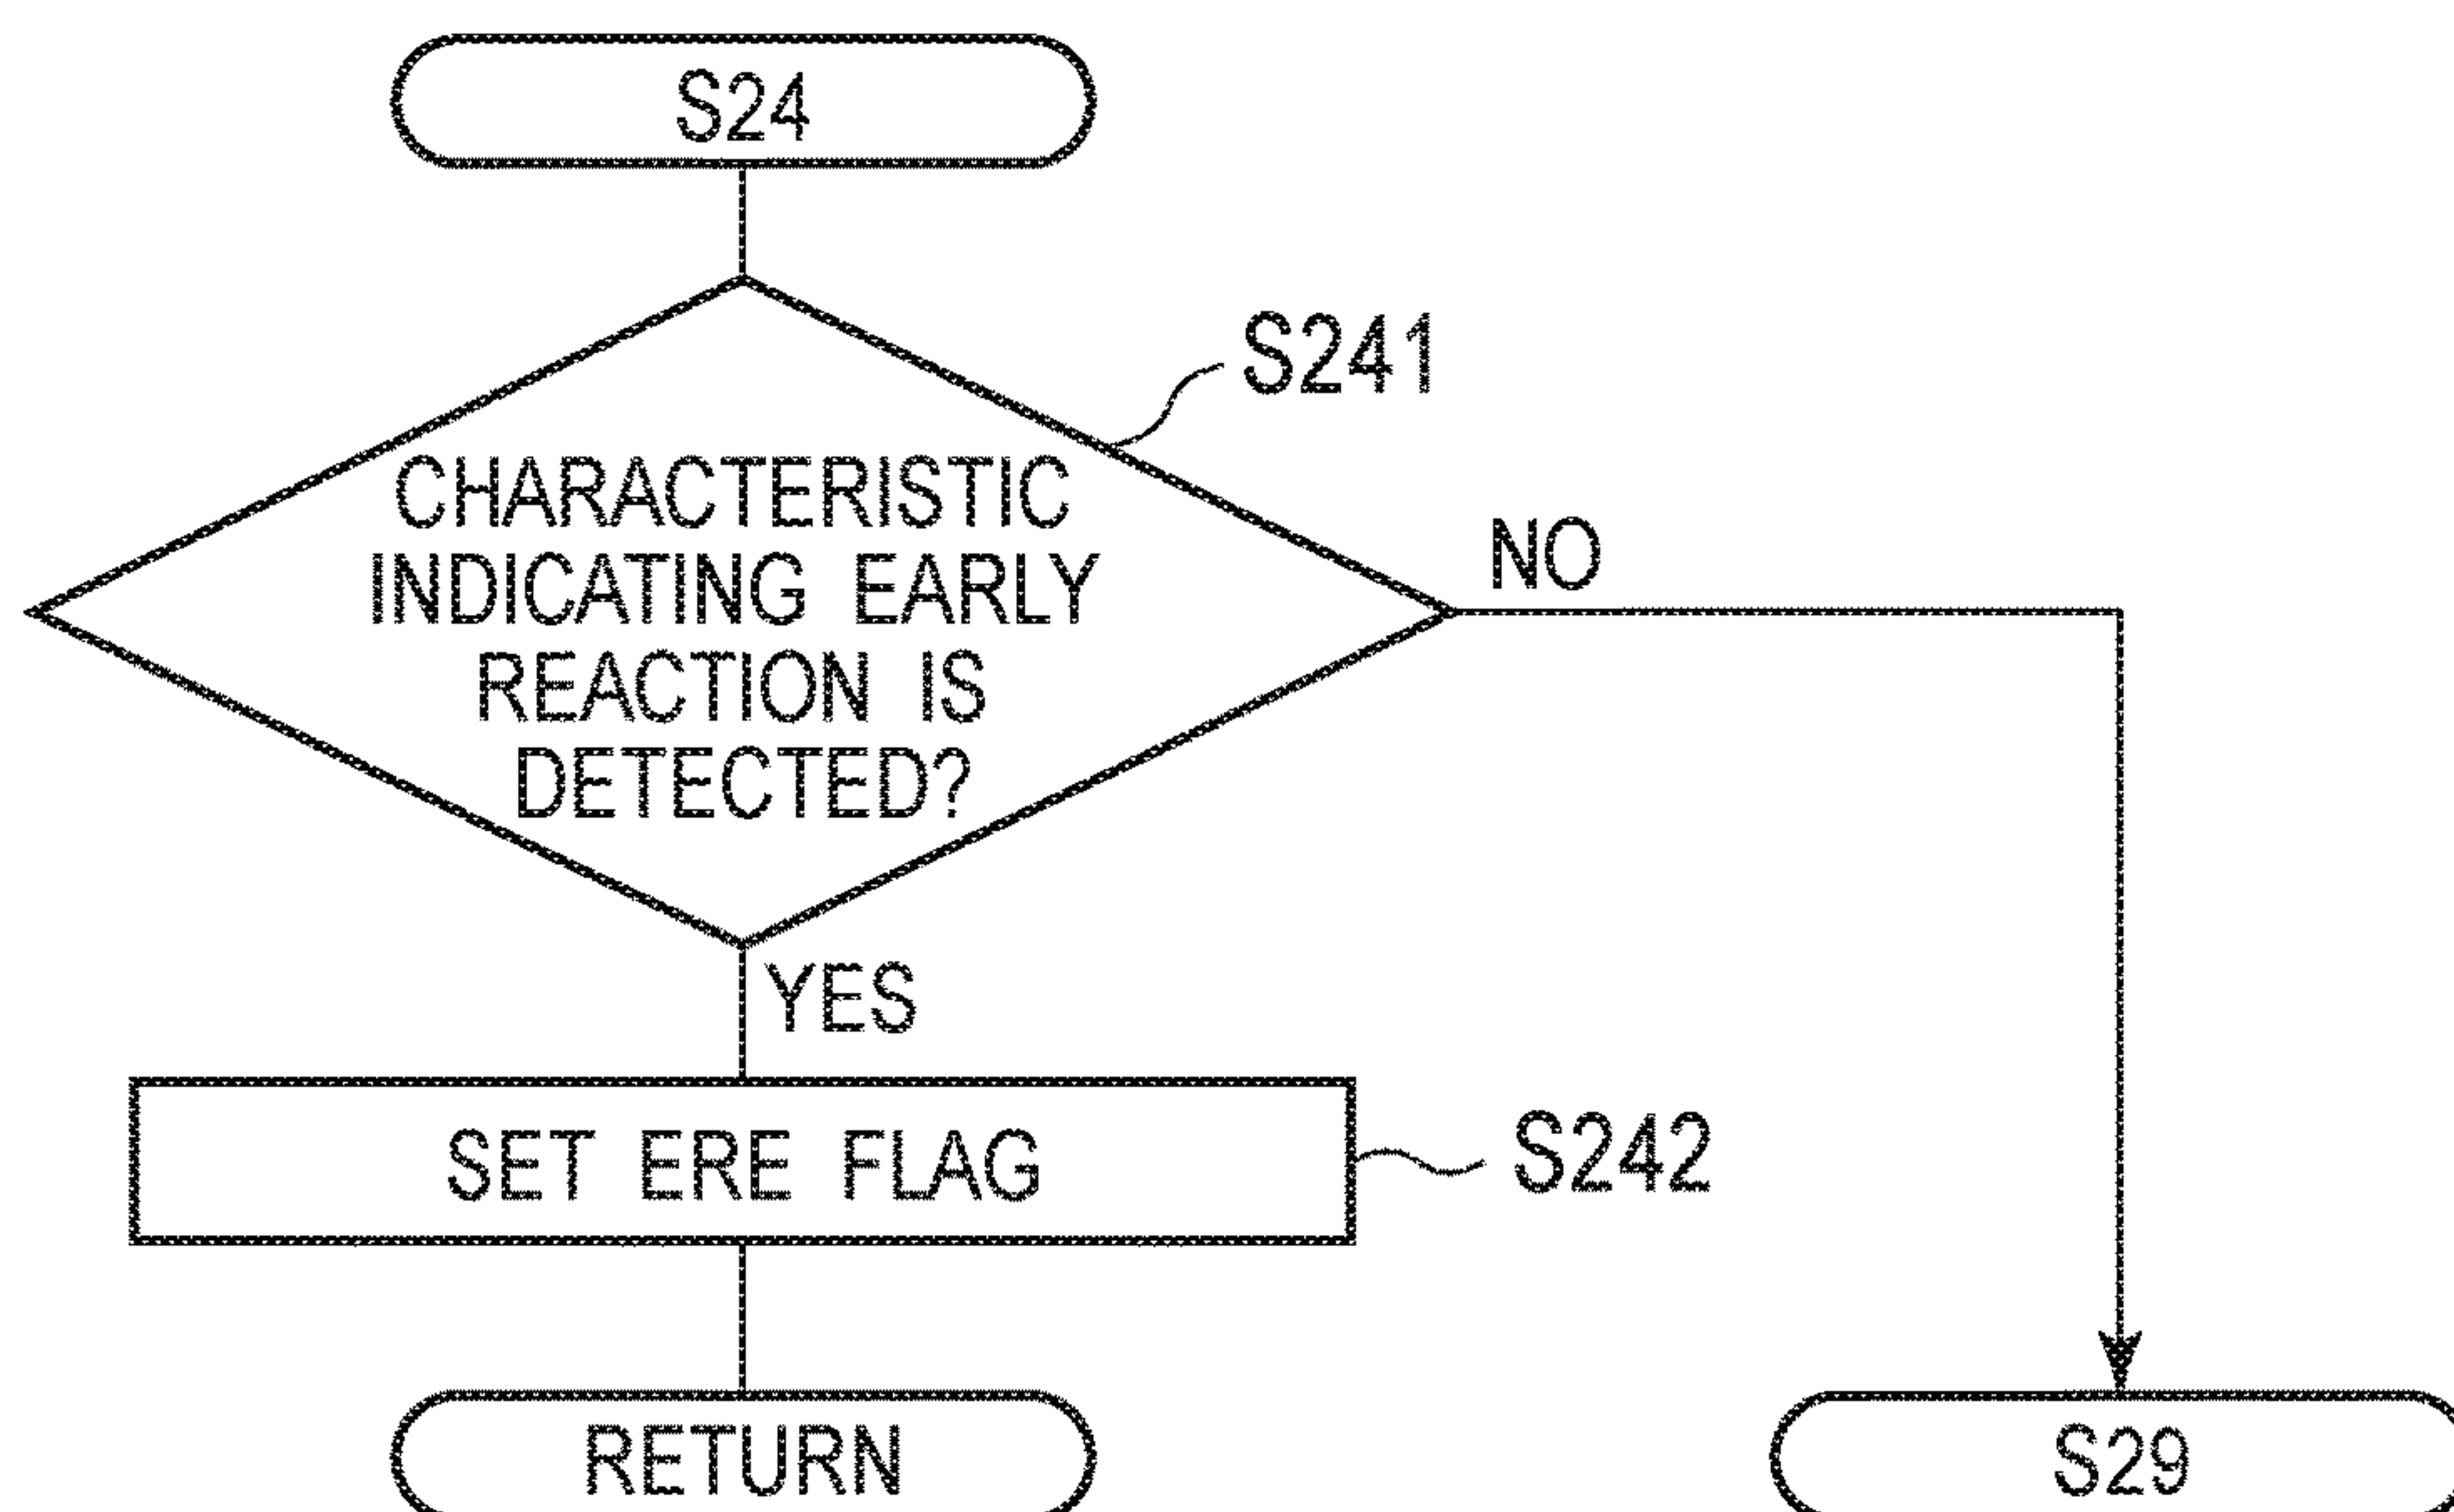 S24
S241
CHARACTERISTIC
INDICATING EARLY
REACTION IS
DETECTED?
NO
YES
SET ERE FLAG
S242
RETURN
S29